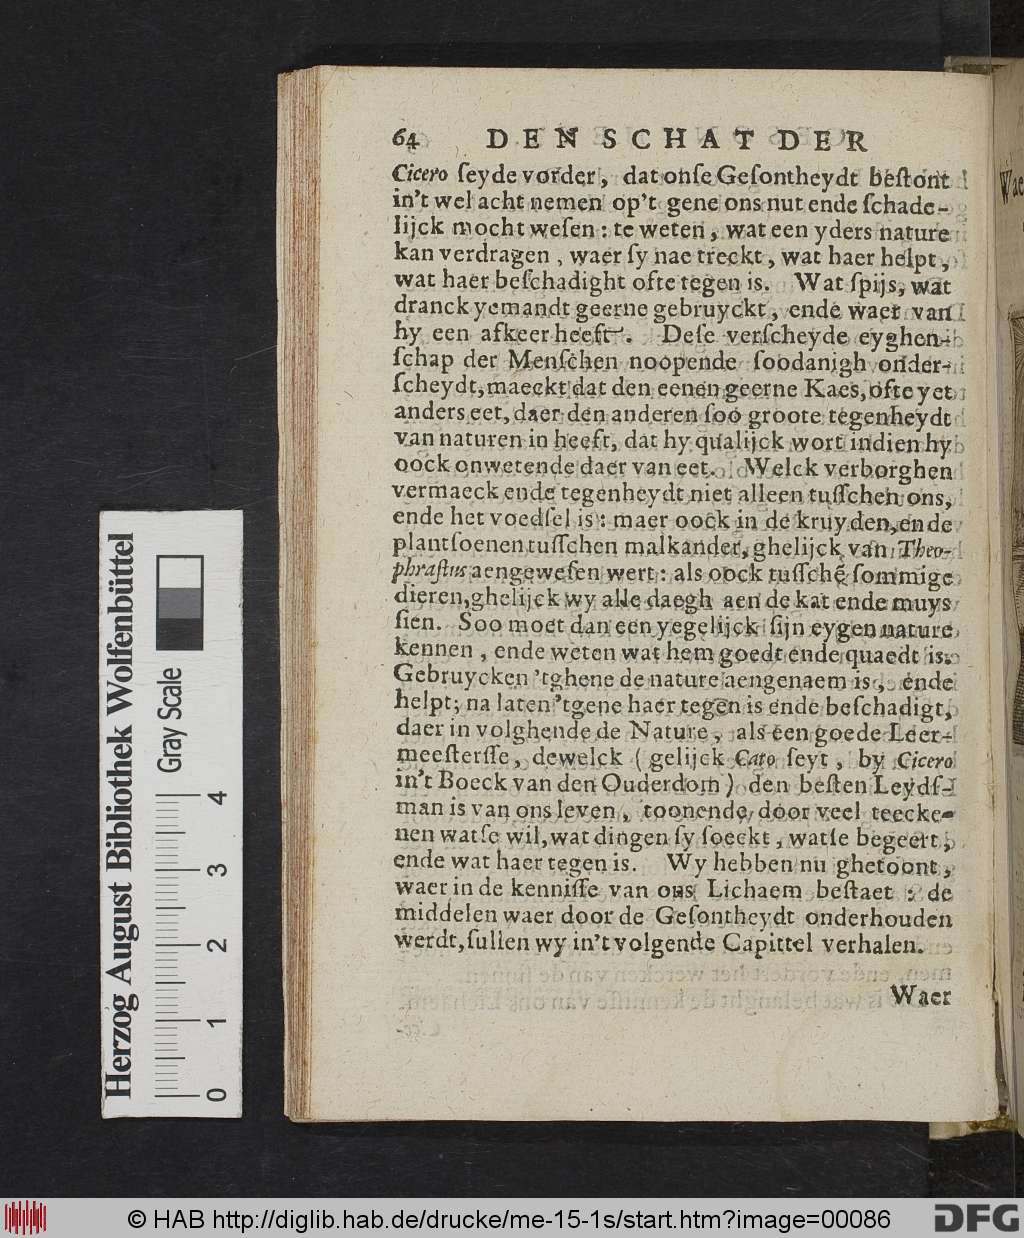 64 DEN SCHAT DER
Cicero ſeyde vorder, dat onſe Geſontheydt beſtont
in't wel acht nemen op't gene ons nut ende ſchade-
lijck mocht weſen: te weten, wat een yders nature
kan verdragen, waer ſy nae treckt, wat haer helpt,
wat haer beſchadight ofte tegen is. Wat ſpijs, wat
dranck yemandt geerne gebruyckt, ende waer van
hy een afkeer heeft. Deſe verſcheyde eyghen-
ſchap der Menſchen noopende ſoodanigh onder-
ſcheydt, maeckt dat den eenen geerne Kaes, ofte yet
anders eet, daer den anderen ſoo groote tegenheydt
van naturen in heeft, dat hy qualijck wort indien hy
oock onwetende daer van eet. Welck verborghen
vermaeck ende tegenheydt niet alleen tuſſchen ons,
ende het voedſel is: maer oock in de kruyden, ende
plantſoenen tuſſchen malkander, ghelijck van Theo-
phraſtus aengeweſen wert: als oock tuſſchẽ ſommige
dieren, ghelijck wy alle daegh aen de kat ende muys
ſien. Soo moet dan een yegelijck ſijn eygen nature
kennen, ende weten wat hem goedt ende quaedt is.
Gebruycken 'tghene de nature aengenaem is, ende
helpt; na laten 'tgene haer tegen is ende beſchadigt,
daer in volghende de Nature, als een goede Leer-
meeſterſſe, dewelck (gelijck Cato ſeyt, by Cicero
in't Boeck van den Ouderdom) den beſten Leydſ-
man is van ons leven, toonende door veel teecke-
nen watſe wil, wat dingen ſy ſoeckt, watſe begeert,
ende wat haer tegen is. Wy hebben nu ghetoont,
waer in de kenniſſe van ons Lichaem beſtaet: de
middelen waer door de Geſontheydt onderhouden
werdt, ſullen wy in't volgende Capittel verhalen.
Waer
Herzog August Bibliothek Wolfenbüttel
Gray Scale
0 1 2 3 4
© HAB http://diglib.hab.de/drucke/me-15-1s/start.htm?image=00086
DFG